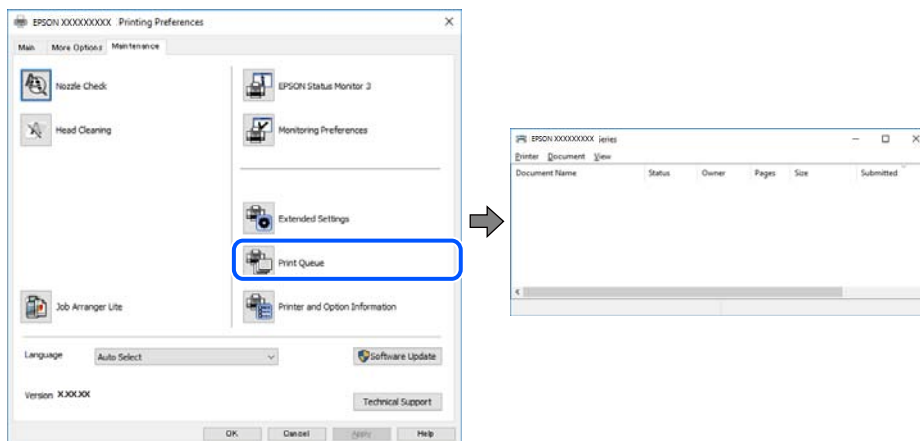 EPSON XXXXXXXXX Printing Preferences
Main More Options Maintenance
Nozzle Check
EPSON Status Monitor 3
Head Cleaning
Monitoring Preferences
Extended Settings
Print Queue
Job Arranger Lite
Printer and Option Information
Language Auto Select
Software Update
Version X.XX.XX
Technical Support
OK Cancel Apply Help
EPSON XXXXXXXXX eries
Printer Document View
Document Name Status Owner Pages Size Submitted